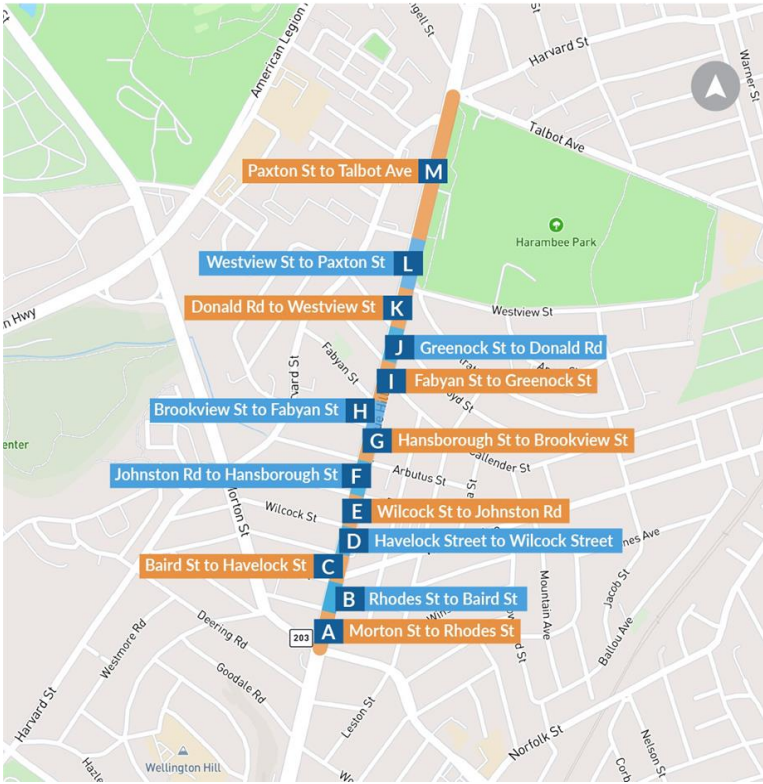 American Legion
Harvard St
Warner St
Talbot Ave
Paxton St to Talbot Ave M
Harambee Park
Westview St to Paxton St L
Donald Rd to Westview St K
Westview St
n Hwy
J Greenock St to Donald Rd
Fabyan St
I Fabyan St to Greenock St
Brookview St to Fabyan St H
G Hansborough St to Brookview St
enter
Callender St
Arbutus St
Johnston Rd to Hansborough St F
Morton St
Wilcock St
E Wilcock St to Johnston Rd
D Havelock Street to Wilcock Street
Baird St to Havelock St C
Mountain Ave
Jacob St
B Rhodes St to Baird St
203
A Morton St to Rhodes St
Deering Rd
Ballou Ave
Westmore Rd
Goodale Rd
Harvard St
Leston St
Norfolk St
Nelson St
Wellington Hill